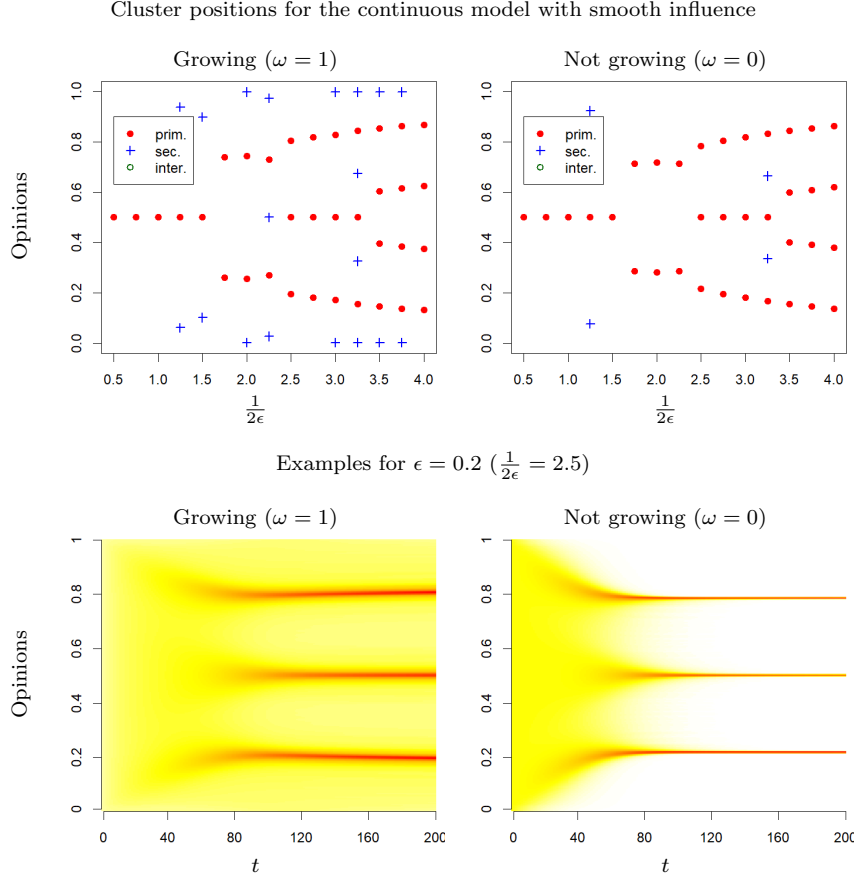 Cluster positions for the continuous model with smooth influence
Growing (ω = 1)
Not growing (ω = 0)
Opinions
1.0
0.8
0.6
0.4
0.2
0.0
prim.
sec.
inter.
0.5 1.0 1.5 2.0 2.5 3.0 3.5 4.0
1/2ϵ
1.0
0.8
0.6
0.4
0.2
0.0
prim.
sec.
inter.
0.5 1.0 1.5 2.0 2.5 3.0 3.5 4.0
1/2ϵ
Examples for ϵ = 0.2 (1/2ϵ = 2.5)
Growing (ω = 1)
Not growing (ω = 0)
Opinions
1
0.8
0.6
0.4
0.2
0
0 40 80 120 160 200
t
1
0.8
0.6
0.4
0.2
0
0 40 80 120 160 200
t